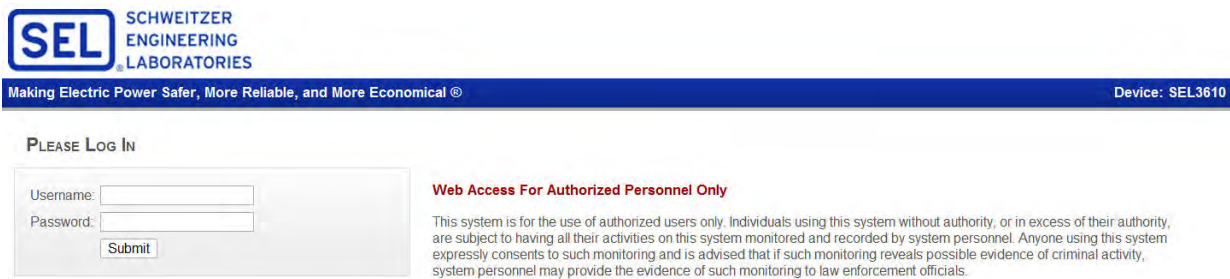 SEL
SCHWEITZER
ENGINEERING
LABORATORIES
®
Making Electric Power Safer, More Reliable, and More Economical ® Device: SEL3610
PLEASE LOG IN
Username:
Password:
Submit
Web Access For Authorized Personnel Only
This system is for the use of authorized users only. Individuals using this system without authority, or in excess of their authority,
are subject to having all their activities on this system monitored and recorded by system personnel. Anyone using this system
expressly consents to such monitoring and is advised that if such monitoring reveals possible evidence of criminal activity,
system personnel may provide the evidence of such monitoring to law enforcement officials.